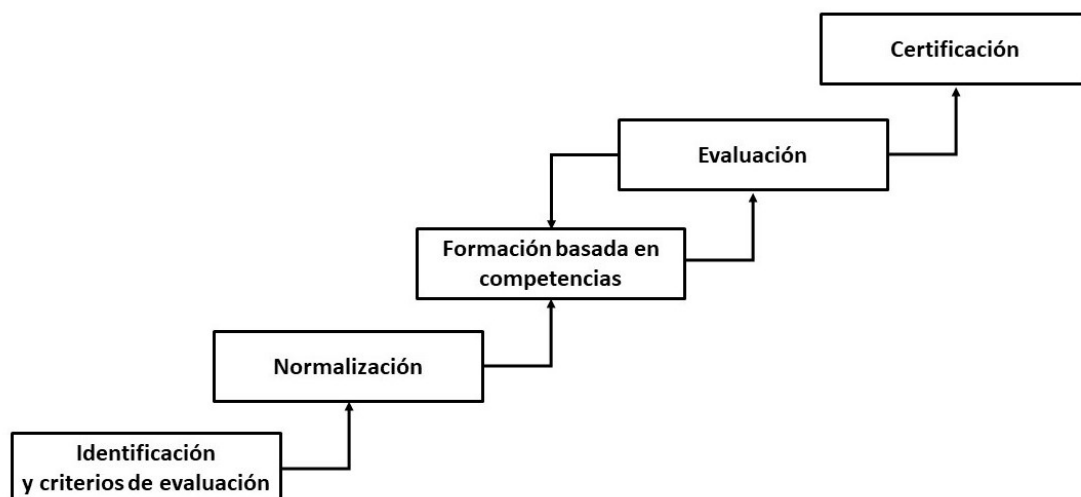 Certificación
Evaluación
Formación basada en
competencias
Normalización
Identificación
y criterios de evaluación